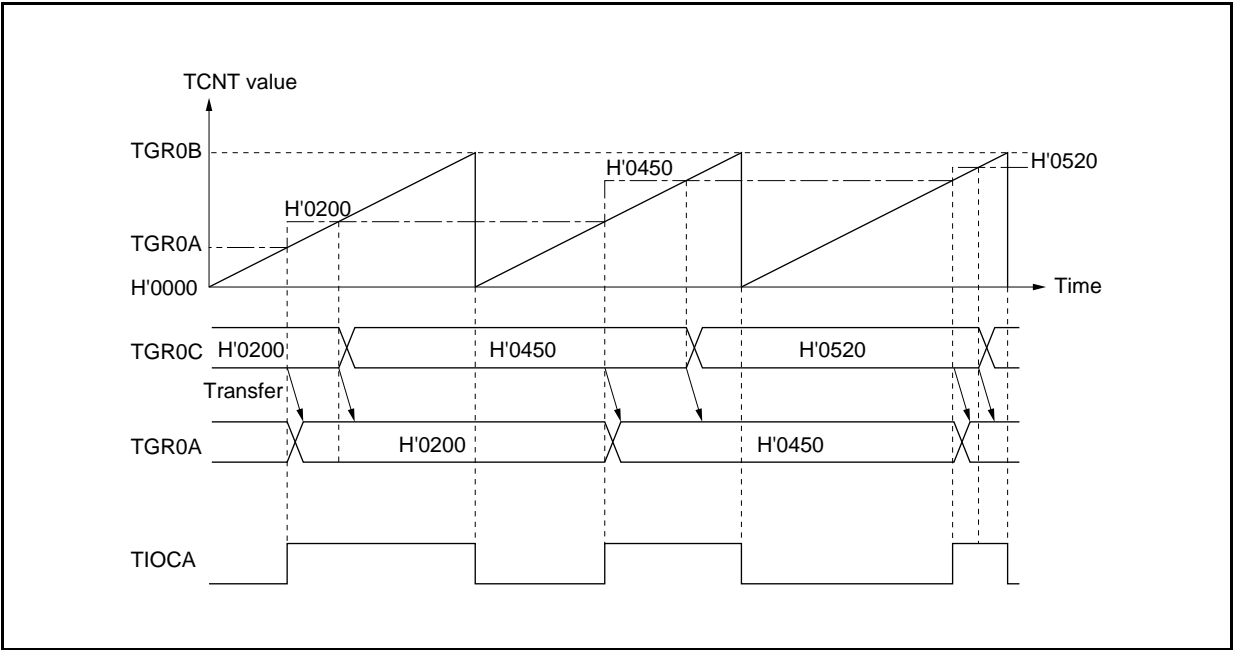 TCNT value
TGR0B
H'0450
H'0520
H'0200
TGR0A
H'0000
Time
TGR0C
H'0200
H'0450
H'0520
Transfer
TGR0A
H'0200
H'0450
TIOCA